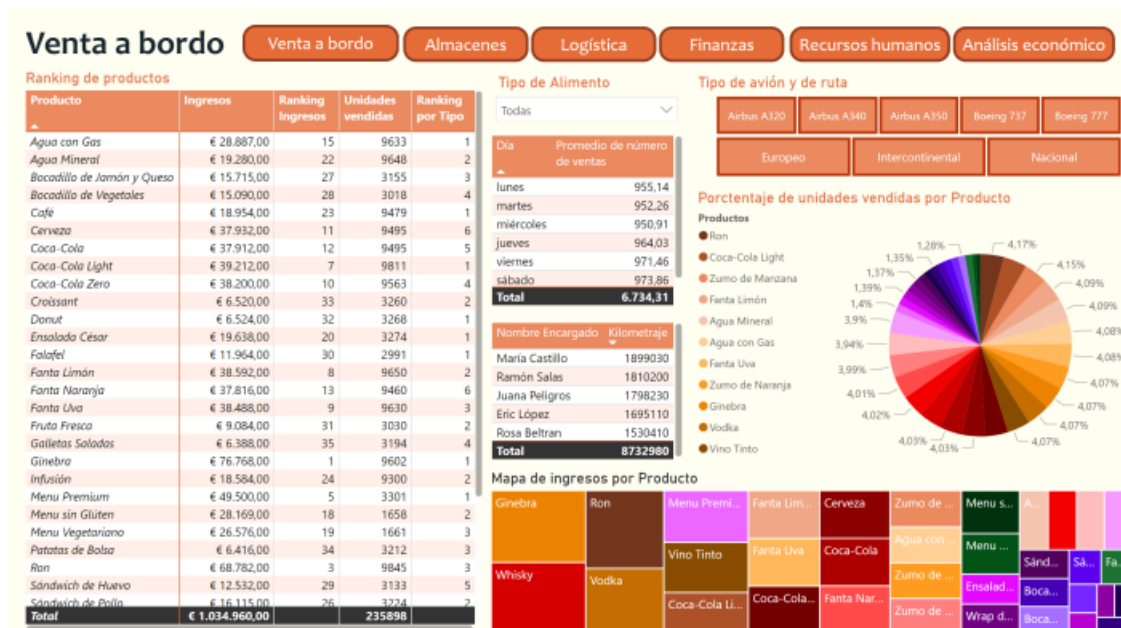 Venta a bordo
Venta a bordo
Almacenes
Logística
Finanzas
Recursos humanos
Análisis económico
Ranking de productos
Producto Ingresos Ranking Ingresos Unidades vendidas Ranking por Tipo
Agua con Gas € 28.887,00 15 9633 1
Agua Mineral € 19.280,00 22 9648 2
Bocadillo de Jamón y Queso € 15.715,00 27 3155 3
Bocadillo de Vegetales € 15.090,00 28 3018 4
Café € 18.954,00 23 9479 1
Cerveza € 37.932,00 11 9495 6
Coca-Cola € 37.912,00 12 9495 5
Coca-Cola Light € 39.212,00 7 9811 1
Coca-Cola Zero € 38.200,00 10 9563 4
Croissant € 6.520,00 33 3260 2
Donut € 6.524,00 32 3268 1
Ensalada César € 19.638,00 20 3274 1
Falafel € 11.964,00 30 2991 1
Fanta Limón € 38.592,00 8 9650 2
Fanta Naranja € 37.816,00 13 9460 6
Fanta Uva € 38.488,00 9 9630 3
Fruta Fresca € 9.084,00 31 3030 2
Galletas Saladas € 6.388,00 35 3194 4
Ginebra € 76.768,00 1 9602 1
Infusión € 18.584,00 24 9300 2
Menu Premium € 49.500,00 5 3301 1
Menu sin Glúten € 28.169,00 18 1658 2
Menu Vegetariano € 26.576,00 19 1661 3
Patatas de Bolsa € 6.416,00 34 3212 3
Ron € 68.782,00 3 9845 3
Sándwich de Huevo € 12.532,00 29 3133 5
Sándwich de Pollo € 16.115,00 26 3224 2
Total € 1.034.960,00 235898
Tipo de Alimento
Todas
Día Promedio de número de ventas
lunes 955,14
martes 952,26
miércoles 950,91
jueves 964,03
viernes 971,46
sábado 973,86
Total 6.734,31
Nombre Encargado Kilometraje
María Castillo 1899030
Ramón Salas 1810200
Juana Peligros 1798230
Eric López 1695110
Rosa Beltran 1530410
Total 8732980
Tipo de avión y de ruta
Airbus A320
Airbus A340
Airbus A350
Boeing 737
Boeing 777
Europeo
Intercontinental
Nacional
Porctentaje de unidades vendidas por Producto
Productos
Ron
Coca-Cola Light
Zumo de Manzana
Fanta Limón
Agua Mineral
Agua con Gas
Fanta Uva
Zumo de Naranja
Ginebra
Vodka
Vino Tinto
4,17%
4,15%
4,09%
4,09%
4,08%
4,08%
4,07%
4,07%
4,07%
4,03%
4,03%
4,02%
4,01%
3,99%
3,94%
3,9%
1,4%
1,39%
1,37%
1,35%
1,28%
Mapa de ingresos por Producto
Ginebra
Whisky
Ron
Vodka
Menu Premi...
Vino Tinto
Coca-Cola Li...
Fanta Lim...
Fanta Uva
Coca-Cola...
Cerveza
Coca-Cola
Fanta Nar...
Zumo de ...
Agua con ...
Zumo de ...
Zumo de ...
Menu s...
Menu ...
Ensalad...
Wrap d...
A...
Sánd...
Boca...
Boca...
Sá...
Fa...